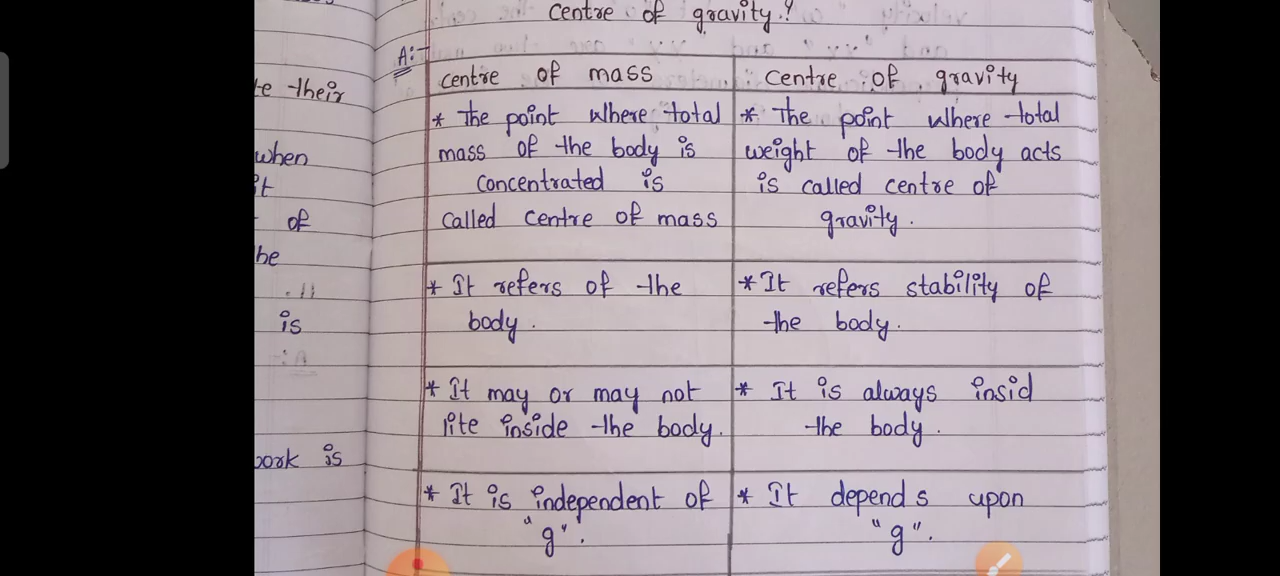 centre of gravity?
A:-
te their
when
it
of
be
is
work is
centre of mass
* The point where total
mass of the body is
concentrated is
called centre of mass
* It refers of the
body.
* It may or may not
lite inside the body.
* It is independent of
"g".
centre of gravity
* The point where total
weight of the body acts
is called centre of
gravity.
* It refers stability of
the body.
* It is always insid
the body.
* It depends upon
"g".